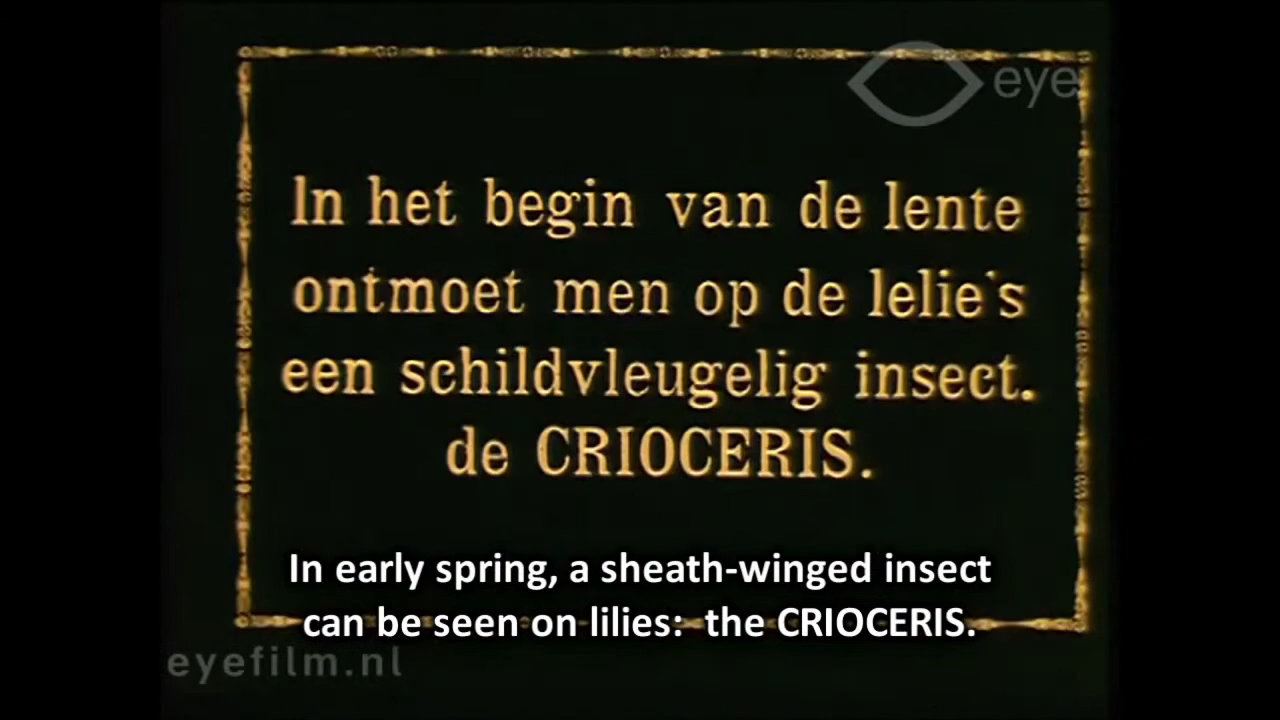 eye
In het begin van de lente
ontmoet men op de lelie's
een schildvleugelig insect.
de CRIOCERIS.
In early spring, a sheath-winged insect
can be seen on lilies:  the CRIOCERIS.
eyefilm.nl